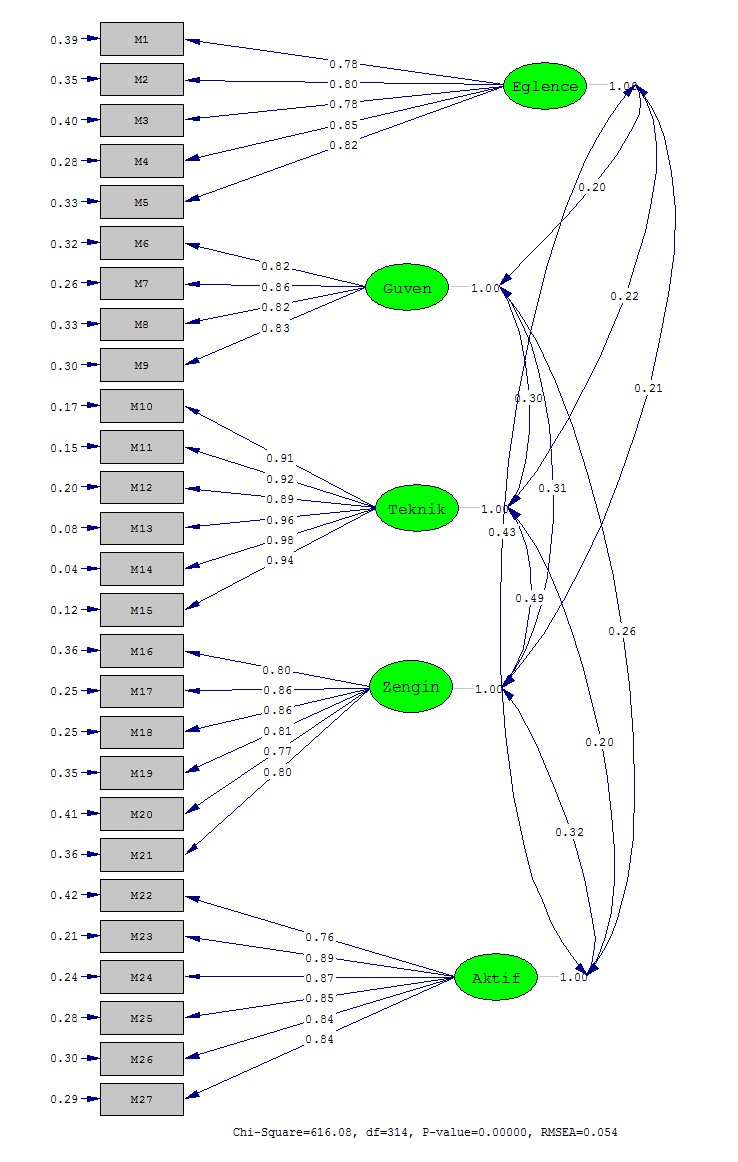 0.39 M1
0.78
0.35 M2
0.80
Eglence 1.00
0.78
0.40 M3
0.85
0.82
0.28 M4
0.20
0.33 M5
0.32 M6
0.82
0.26 M7
0.86
Guven 1.00
0.22
0.82
0.33 M8
0.83
0.30 M9
0.21
0.30
0.17 M10
0.15 M11
0.91
0.92
0.20 M12
0.31
0.89
Teknik 1.00
0.08 M13
0.96
0.43
0.98
0.94
0.04 M14
0.49
0.12 M15
0.26
0.36 M16
0.80
0.25 M17
0.86
Zengin 1.00
0.86
0.25 M18
0.81
0.20
0.77
0.35 M19
0.80
0.41 M20
0.32
0.36 M21
0.42 M22
0.21 M23
0.76
0.89
0.24 M24
0.87
Aktif 1.00
0.85
0.28 M25
0.84
0.84
0.30 M26
0.29 M27
Chi-Square=616.08, df=314, P-value=0.00000, RMSEA=0.054